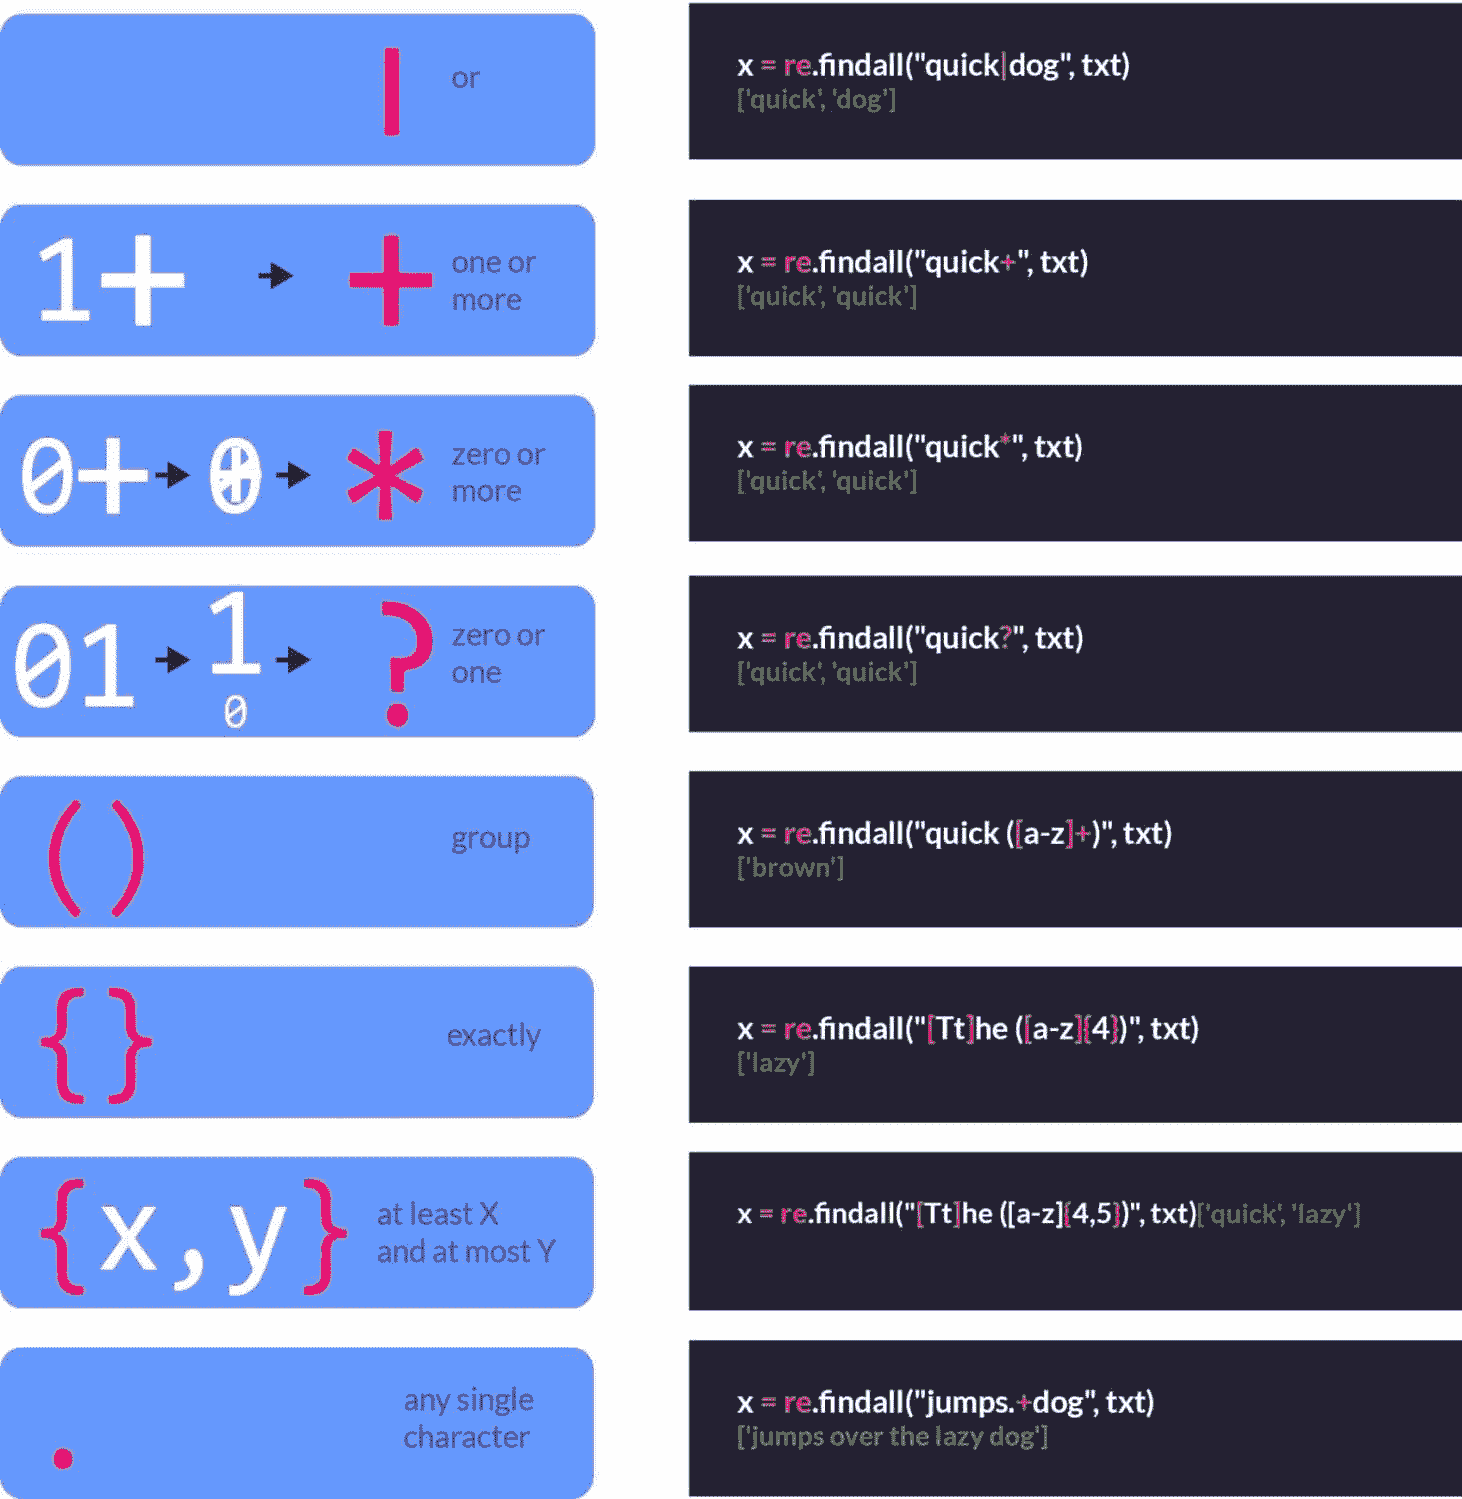 | or
x = re.findall("quick|dog", txt)
['quick', 'dog']
1+ → + one or
more
x = re.findall("quick+", txt)
['quick', 'quick']
0+ → 0+ → * zero or
more
x = re.findall("quick*", txt)
['quick', 'quick']
01 → 1 → ? zero or
0
one
x = re.findall("quick?", txt)
['quick', 'quick']
() group
x = re.findall("quick ([a-z]+)", txt)
['brown']
{} exactly
x = re.findall("[Tt]he ([a-z]{4})", txt)
['lazy']
{x,y} at least X
and at most Y
x = re.findall("[Tt]he ([a-z]{4,5})", txt)['quick', 'lazy']
. any single
character
x = re.findall("jumps.+dog", txt)
['jumps over the lazy dog']